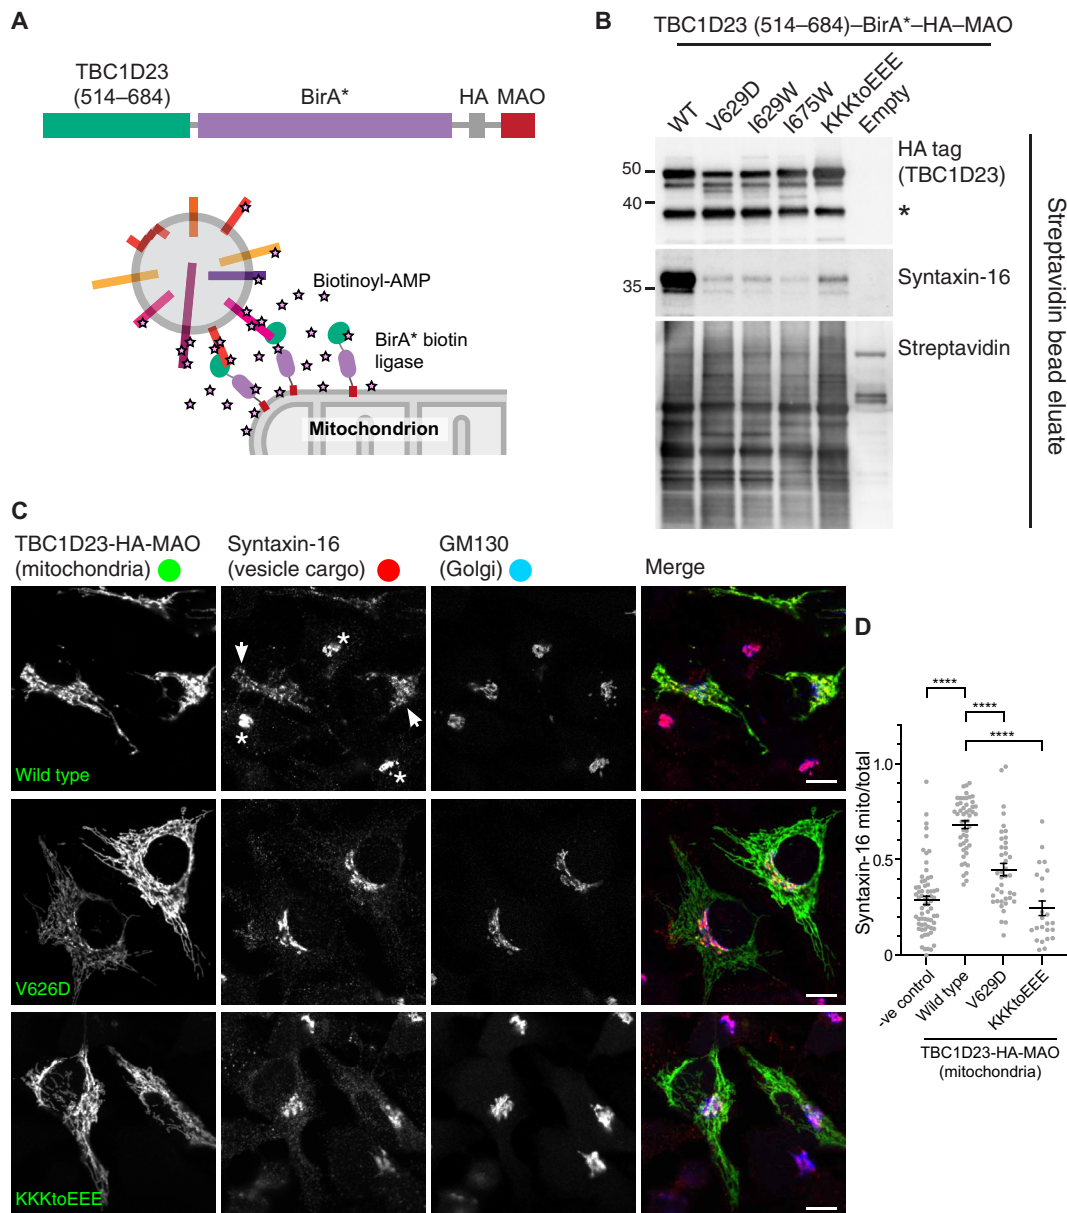 A
TBC1D23
(514–684)
BirA*
HA
MAO
Biotinoyl-AMP
BirA* biotin
ligase
Mitochondrion
B
TBC1D23 (514–684)–BirA*–HA–MAO
WT
V629D
I629W
I675W
KKKtoEEE
Empty
50
40
HA tag
(TBC1D23)
*
35
Syntaxin-16
Streptavidin
Streptavidin bead eluate
C
TBC1D23-HA-MAO
(mitochondria)
Syntaxin-16
(vesicle cargo)
GM130
(Golgi)
Merge
*
*
*
Wild type
V626D
KKKtoEEE
D
****
****
****
Syntaxin-16 mito/total
1.0
0.5
0
-ve control
Wild type
V629D
KKKtoEEE
TBC1D23-HA-MAO
(mitochondria)